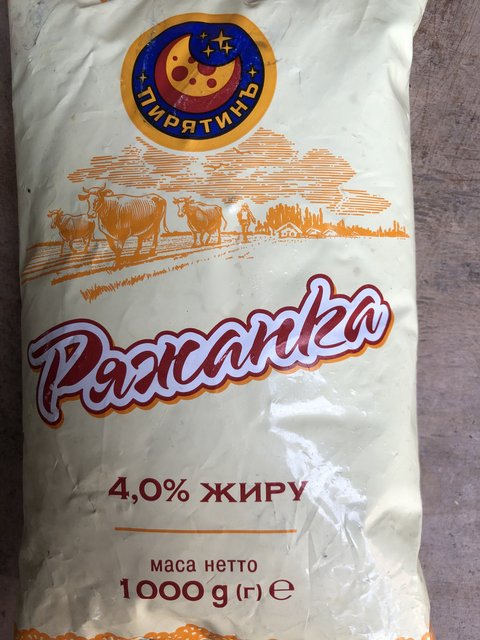 ПИРЯТИНЪ
Ряжанка
4,0% ЖИРУ
маса нетто
1000 g (г) ℮